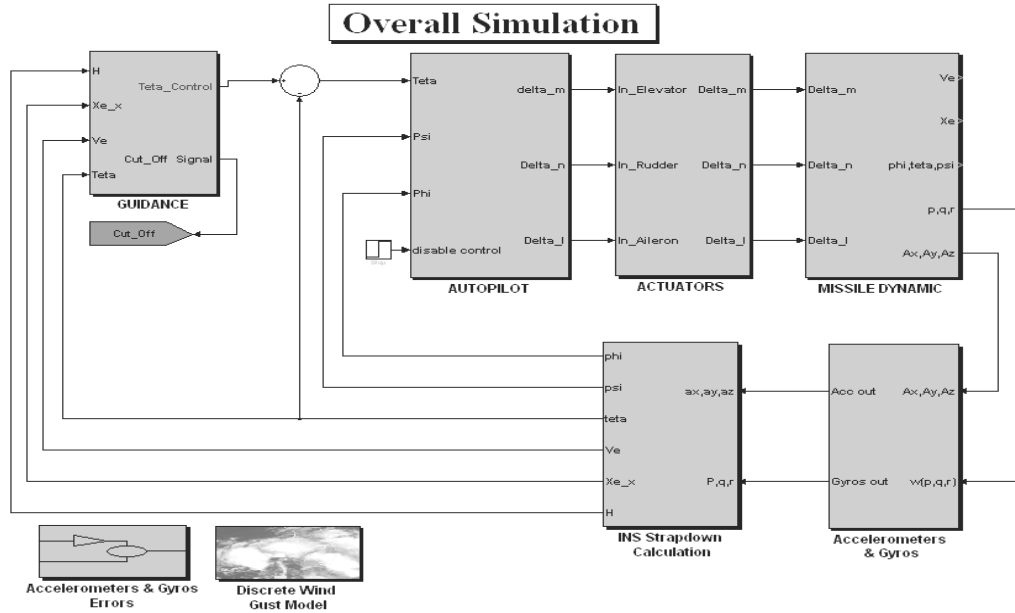 Overall Simulation
H
Xe_x
Ve
Teta
Teta_Control
Cut_Off Signal
GUIDANCE
Cut_Off
Teta
Psi
Phi
disable control
delta_m
Delta_n
Delta_l
AUTOPILOT
In_Elevator
In_Rudder
In_Aileron
Delta_m
Delta_n
Delta_l
ACTUATORS
Delta_m
Delta_n
Delta_l
Ve
Xe
phi,teta,psi
p,q,r
Ax,Ay,Az
MISSILE DYNAMIC
phi
psi
teta
Ve
Xe_x
H
ax,ay,az
P,q,r
INS Strapdown
Calculation
Acc out
Gyros out
Ax,Ay,Az
w(p,q,r)
Accelerometers
& Gyros
Accelerometers & Gyros
Errors
Discrete Wind
Gust Model